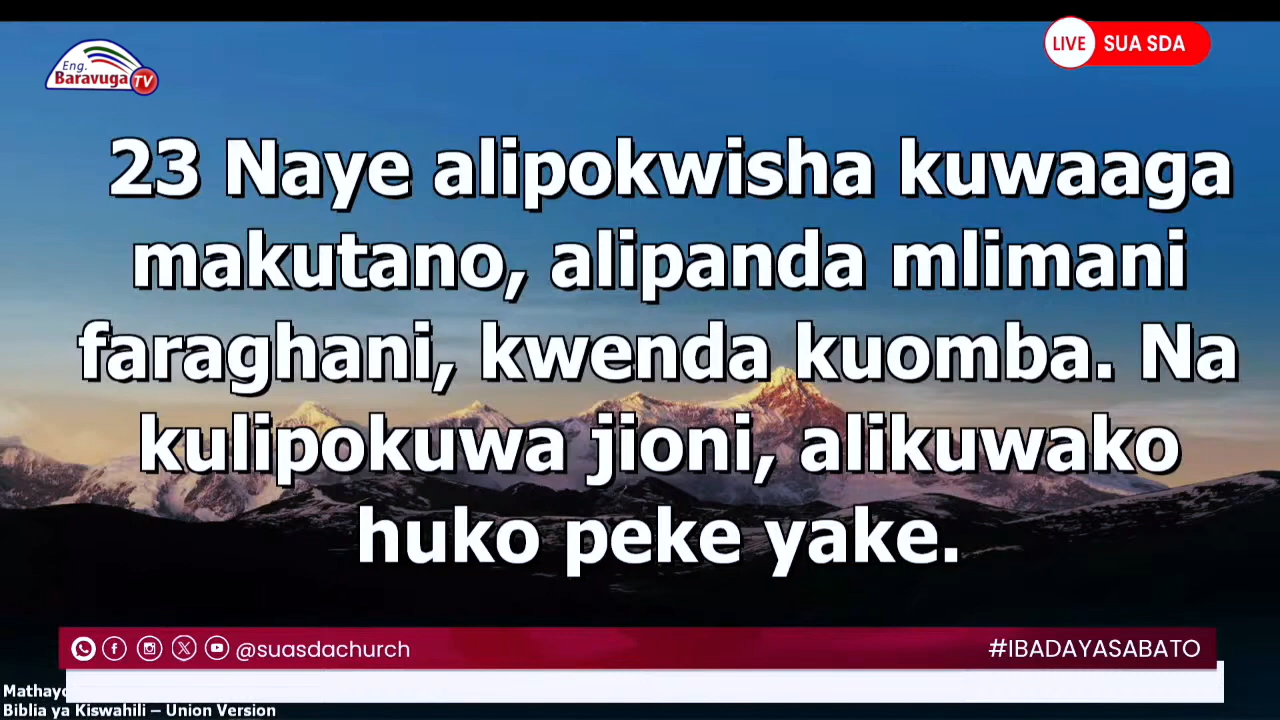 Eng.
Baravuga TV
LIVE SUA SDA
23 Naye alipokwisha kuwaaga
makutano, alipanda mlimani
faraghani, kwenda kuomba. Na
kulipokuwa jioni, alikuwako
huko peke yake.
@suasdachurch
#IBADAYASABATO
Biblia ya Kiswahili – Union Version